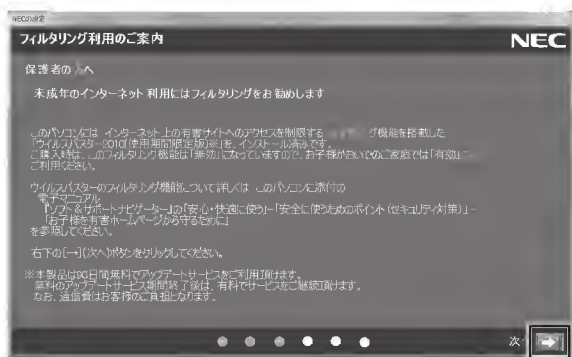 NECの設定
フィルタリング利用のご案内
NEC
保護者の へ
未成年のインターネット利用にはフィルタリングをお勧めします
このパソコンには インターネット上の有害サイトへのアクセスを制限する グ機能を搭載した
「ウイルスバスター2010(使用期間限定版)※」を、インストール済みです。
ご購入時は、このフィルタリング機能は「無効」になっていますので、お子様がおいでのご家庭では「有効」
ご利用ください。
ウイルスバスターのフィルタリング機能について 詳しくは このパソコンに添付の
電子マニュアル
『ソフト&サポートナビゲーター』の「安心・快適に使う」-「安全に使うためのポイント(セキュリティ対策)」-
「お子様を有害ホームページから守るために」
を参照してください。
右下の[→](次へ)ボタンをクリックしてください。
※本製品は90日間無料でアップデートサービスをご利用頂けます。
無料のアップデートサービス期間終了後は、有料でサービスをご継続頂けます。
なお、通信費はお客様のご負担となります。
次